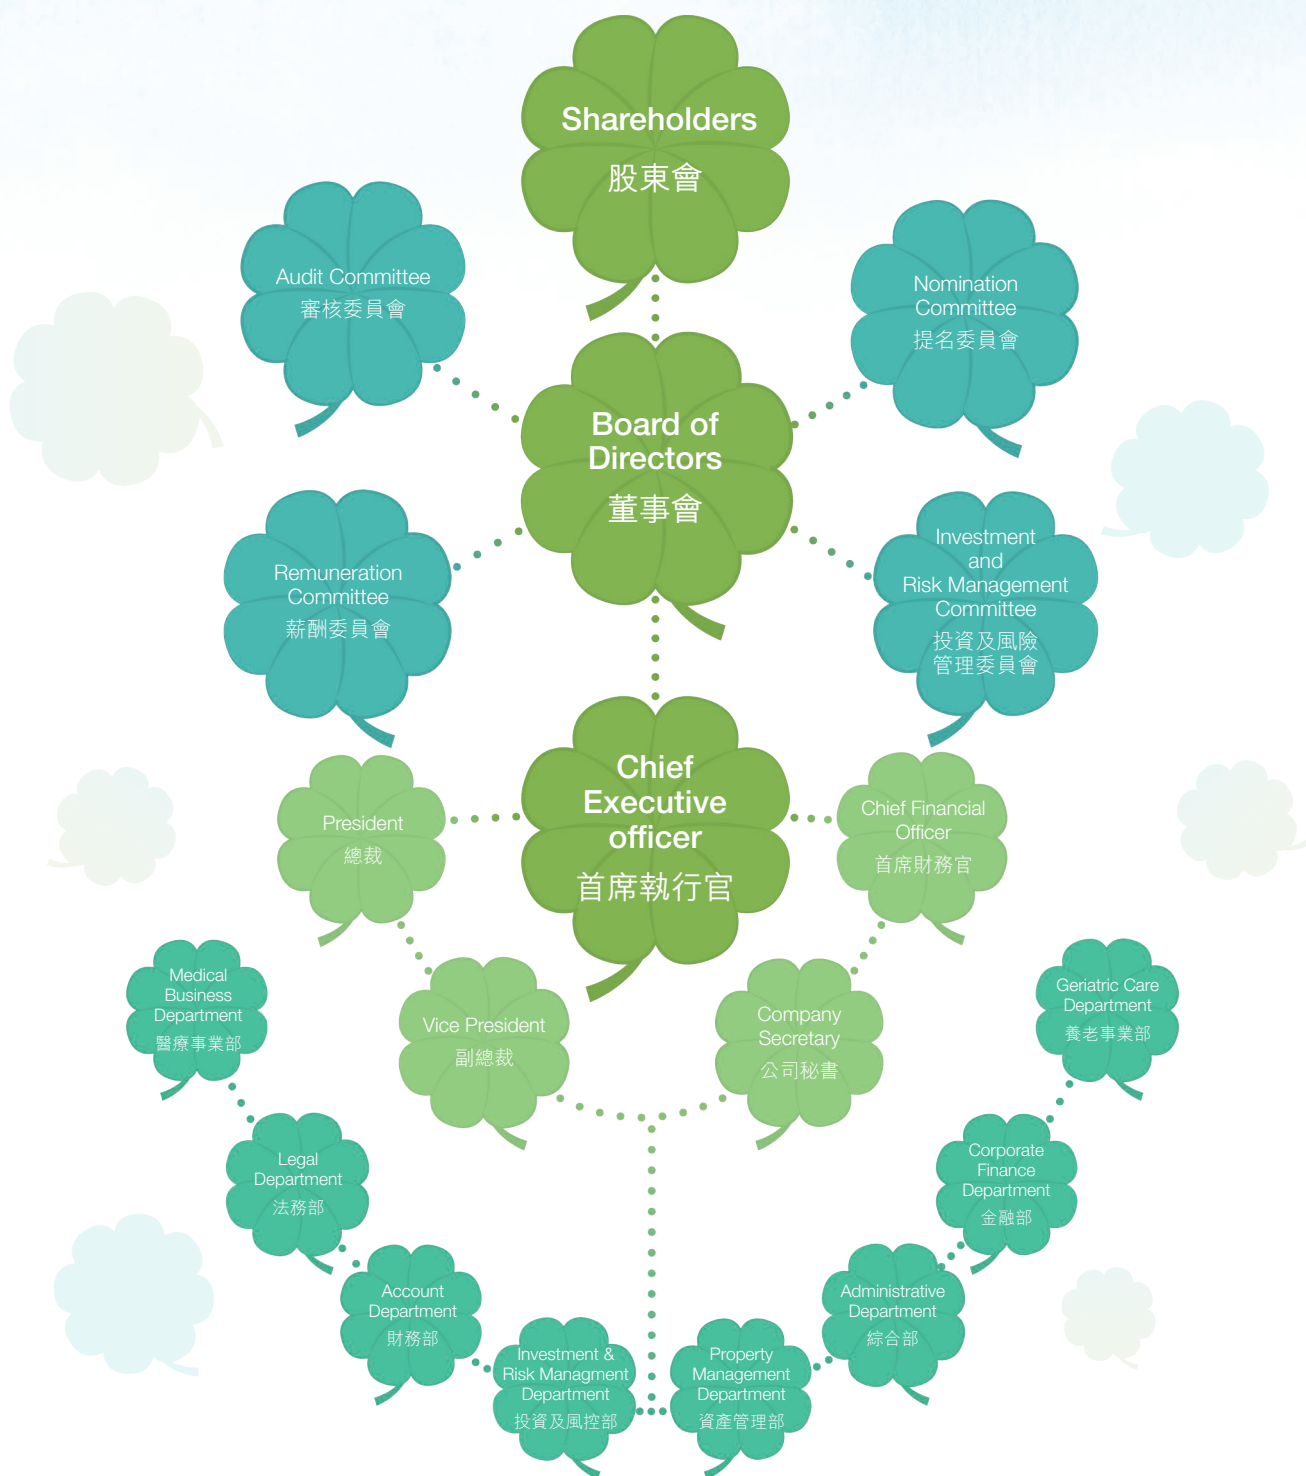 Shareholders
股東會
Audit Committee
審核委員會
Nomination
Committee
提名委員會
Board of
Directors
董事會
Remuneration
Committee
薪酬委員會
Investment
and
Risk Management
Committee
投資及風險
管理委員會
Chief
Executive
officer
首席執行官
President
總裁
Chief Financial
Officer
首席財務官
Vice President
副總裁
Company
Secretary
公司秘書
Medical
Business
Department
醫療事業部
Geriatric Care
Department
養老事業部
Legal
Department
法務部
Corporate
Finance
Department
金融部
Account
Department
財務部
Administrative
Department
綜合部
Investment &
Risk Managment
Department
投資及風控部
Property
Management
Department
資產管理部